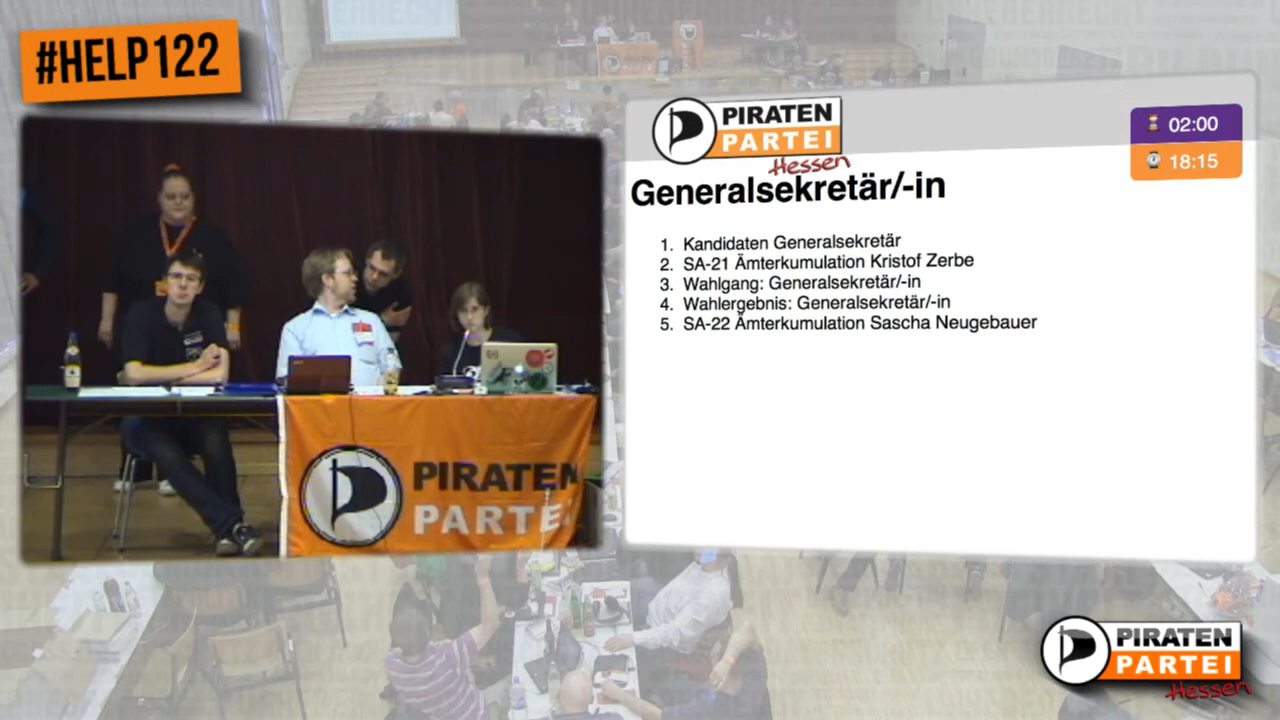 #HELP122
PIRATEN
PARTEI
Hessen
02:00
18:15
Generalsekretär/-in
1. Kandidaten Generalsekretär
2. SA-21 Ämterkumulation Kristof Zerbe
3. Wahlgang: Generalsekretär/-in
4. Wahlergebnis: Generalsekretär/-in
5. SA-22 Ämterkumulation Sascha Neugebauer
PIRATEN
PARTEI
PIRATEN
PARTEI
Hessen